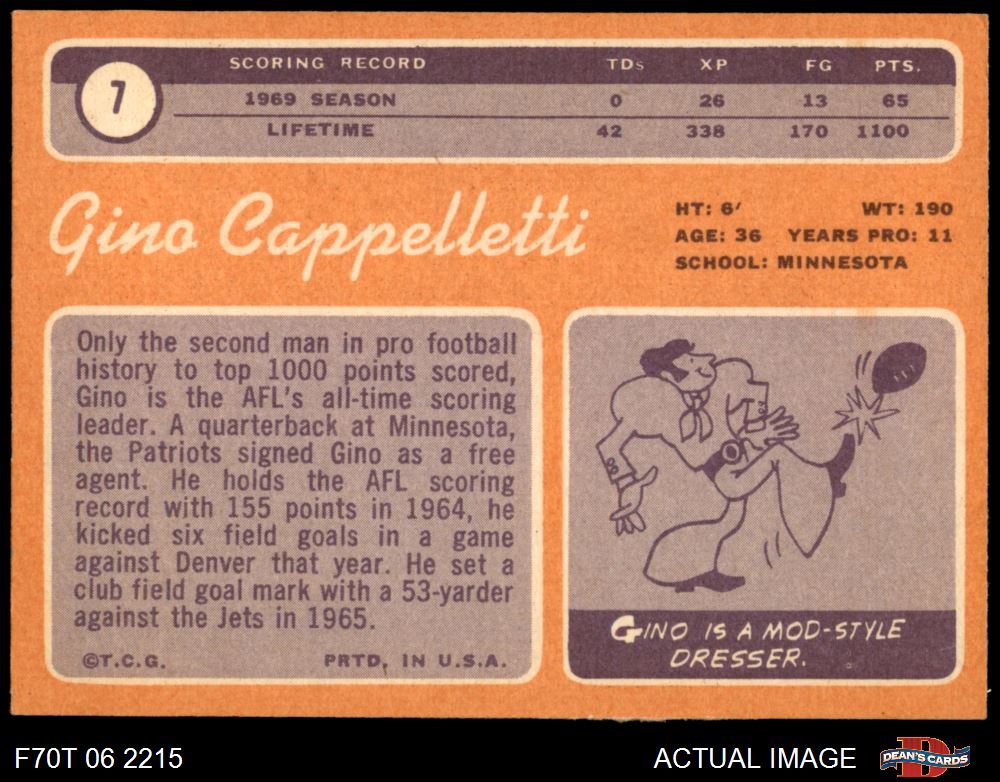 7
SCORING RECORD TDs XP FG PTS.
1969 SEASON 0 26 13 65
LIFETIME 42 338 170 1100
Gino Cappelletti
HT: 6' WT: 190
AGE: 36 YEARS PRO: 11
SCHOOL: MINNESOTA
Only the second man in pro football
history to top 1000 points scored,
Gino is the AFL's all-time scoring
leader. A quarterback at Minnesota,
the Patriots signed Gino as a free
agent. He holds the AFL scoring
record with 155 points in 1964, he
kicked six field goals in a game
against Denver that year. He set a
club field goal mark with a 53-yarder
against the Jets in 1965.
©T.C.G. PRTD. IN U.S.A.
GINO IS A MOD-STYLE
DRESSER.
F70T 06 2215 ACTUAL IMAGE D DEAN'S CARDS